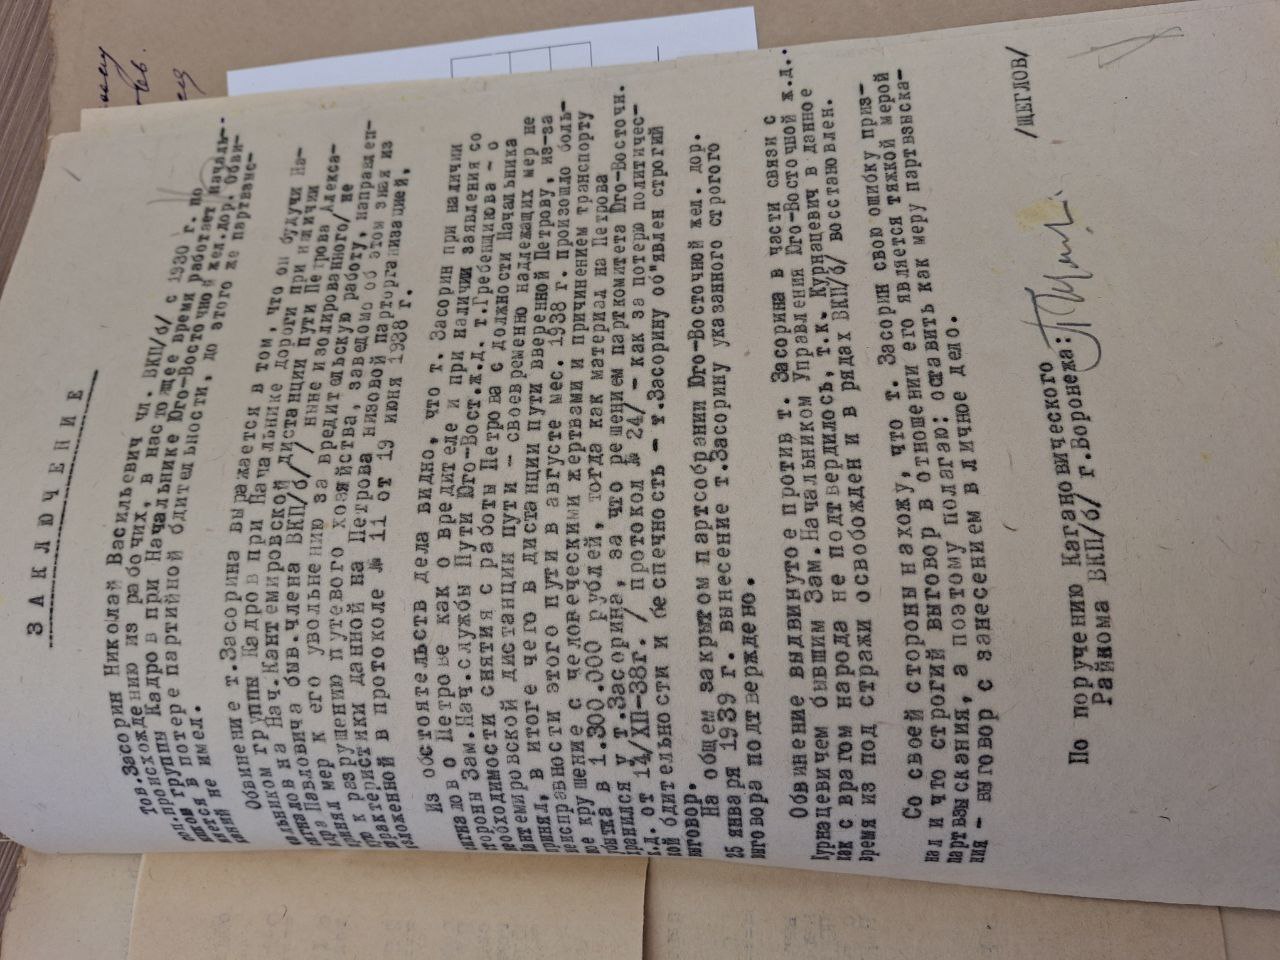 З А К Л Ю Ч Е Н И Е
Тов.Засорин Николай Васильевич чл. ВКП/б/ с 1930 г. по
соц.происхождению из рабочих, в настоящее время работает Началь-
ником группы Кадров при Начальнике Юго-Восточной жел.дор. Обви-
няется в потере партийной бдительности, до этого же партвзыс-
каний не имел.
Обвинение т.Засорина выражается в том, что он будучи На-
чальником группы Кадров при Начальнике дороги при наличии
сигналов на Нач.Кантемировской дистанции пути Петрова
Павловича быв.члена ВКП/б/ / ныне изолированного/ не
принял мер к его увольнению за вредительскую работу, направлен-
ную к разрушению путевого хозяйства, заведомо об этом зная из
характеристики данной на Петрова низовой парторганизацией,
изложенной в протоколе № 11 от 19 июня 1938 г.
Из обстоятельств дела видно, что т. Засорин при наличии
сигналов о Петрове как о вредителе и при наличии заявления со
стороны Зам.Нач.службы Пути Юго-Вост.ж.д. т.Гребенщикова - о
необходимости снятия с работы Петрова с должности Начальника
Кантемировской дистанции пути - своевременно надлежащих мер не
принял, в итоге чего в дистанции пути вверенной Петрову, из-за
неисправности этого пути в августе мес. 1938 г. произошло боль-
шое крушение с человеческими жертвами и причинением транспорту
убытка в 1.300.000 рублей, тогда как материал на Петрова
хранился у т.Засорина, за что решением парткомитета Юго-Восточн.
ж.д. от 14/XП-38г. / протокол № 24/ - как за потерю политичес-
кой бдительности и беспечность - т.Засорину об"явлен строгий
выговор.
На общем закрытом партсобрании Юго-Восточной жел. дор.
25 января 1939 г. вынесение т.Засорину указанного строгого
выговора подтверждено.
Обвинение выдвинутое против т. Засорина в части связи с
Курнацевичем бывшим Зам.Начальником Управления Юго-Восточной ж.д..
как с врагом народа не подтвердилось, т.к. Курнацевич в данное
время из под стражи освобожден и в рядах ВКП/б/ восстановлен.
Со своей стороны нахожу, что т. Засорин свою ошибку приз-
нал и что строгий выговор в отношении его является тяжкой мерой
партвзыскания, а поэтому полагаю: оставить как меру партвзыска-
ния - выговор с занесением в личное дело.
По поручению Кагановического
Райкома ВКП/б/ г.Воронежа:
/ЩЕГЛОВ/